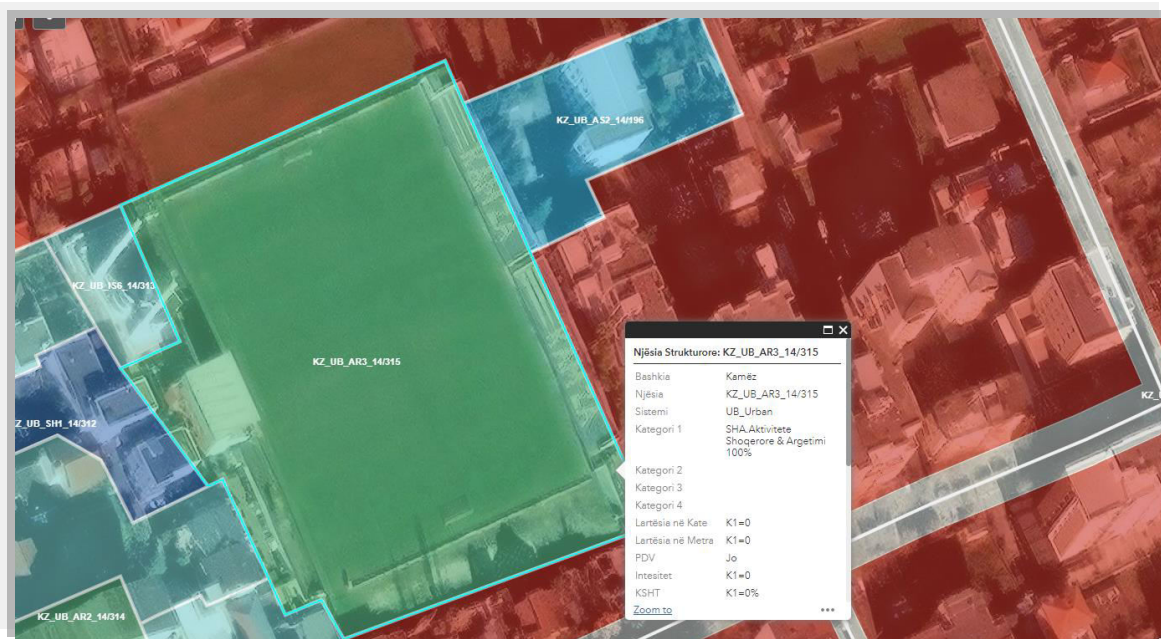 KZ_UB_AS2_14/196
KZ_UB_IS6_14/313
KZ_UB_AR3_14/315
Z_UB_SH1_14/312
KZ_UB_AR2_14/314
KZ_
Njësia Strukturore: KZ_UB_AR3_14/315
Bashkia Kamëz
Njësia KZ_UB_AR3_14/315
Sistemi UB_Urban
Kategori 1 SHA.Aktivitete
Shoqerore & Argetimi
100%
Kategori 2
Kategori 3
Kategori 4
Lartësia në Kate K1=0
Lartësia në Metra K1=0
PDV Jo
Intesitet K1=0
KSHT K1=0%
Zoom to